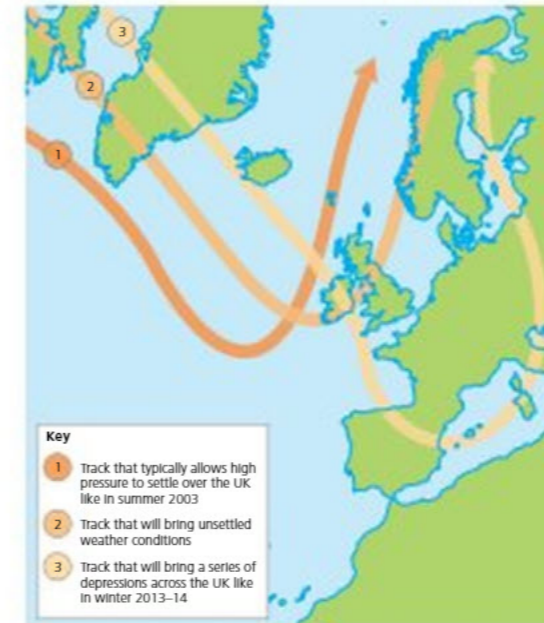 3
2
1
Key
1 Track that typically allows high
pressure to settle over the UK
like in summer 2003
2 Track that will bring unsettled
weather conditions
3 Track that will bring a series of
depressions across the UK like
in winter 2013–14